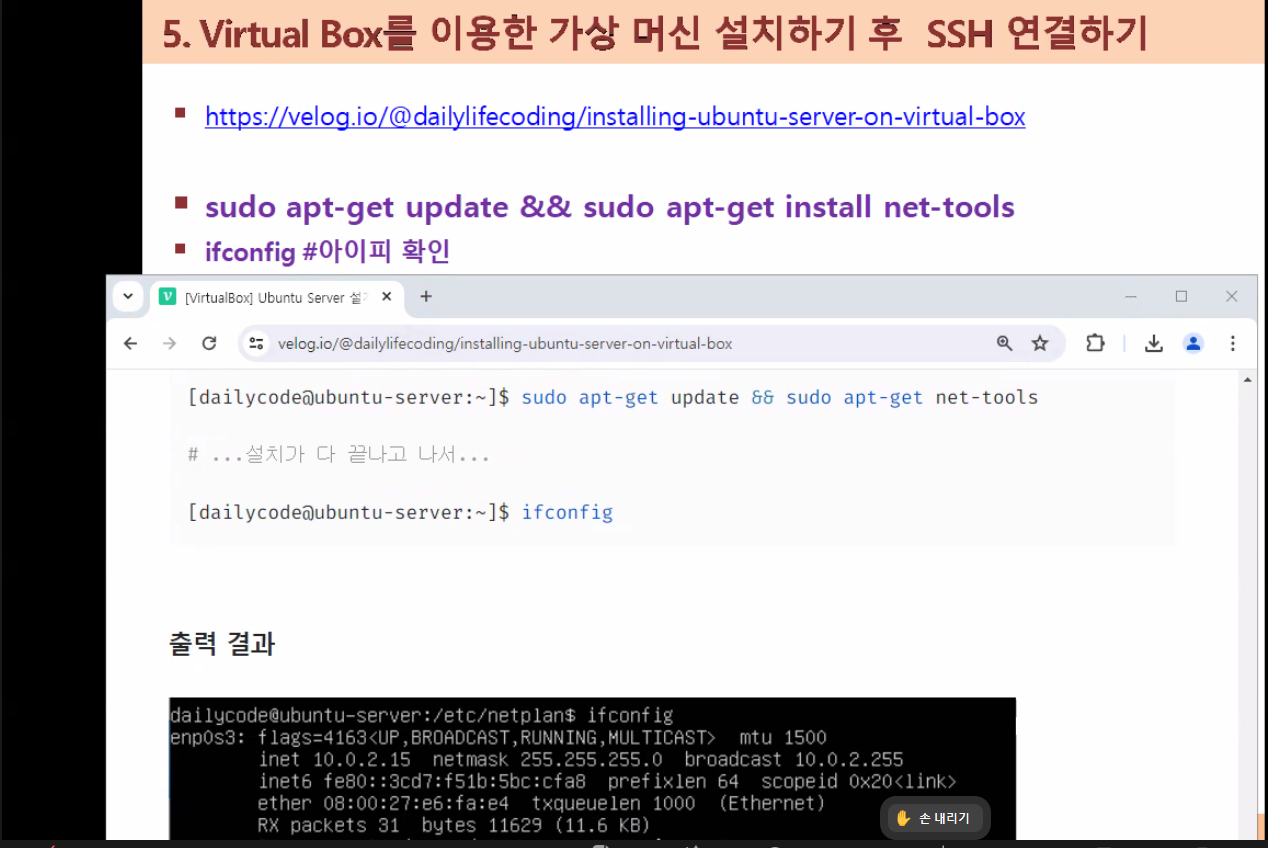 5. Virtual Box를 이용한 가상 머신 설치하기 후 SSH 연결하기
https://velog.io/@dailylifecoding/installing-ubuntu-server-on-virtual-box
sudo apt-get update && sudo apt-get install net-tools
ifconfig #아이피 확인
[VirtualBox] Ubuntu Server 설
velog.io/@dailylifecoding/installing-ubuntu-server-on-virtual-box
[dailycode@ubuntu-server:~]$ sudo apt-get update && sudo apt-get net-tools
# ...설치가 다 끝나고 나서...
[dailycode@ubuntu-server:~]$ ifconfig
출력 결과
dailycode@ubuntu-server:/etc/netplan$ ifconfig
enp0s3: flags=4163<UP,BROADCAST,RUNNING,MULTICAST> mtu 1500
inet 10.0.2.15 netmask 255.255.255.0 broadcast 10.0.2.255
inet6 fe80::3cd7:f51b:5bc:cfa8 prefixlen 64 scopeid 0x20<link>
ether 08:00:27:e6:fa:e4 txqueuelen 1000 (Ethernet)
RX packets 31 bytes 11629 (11.6 KB)
손 내리기